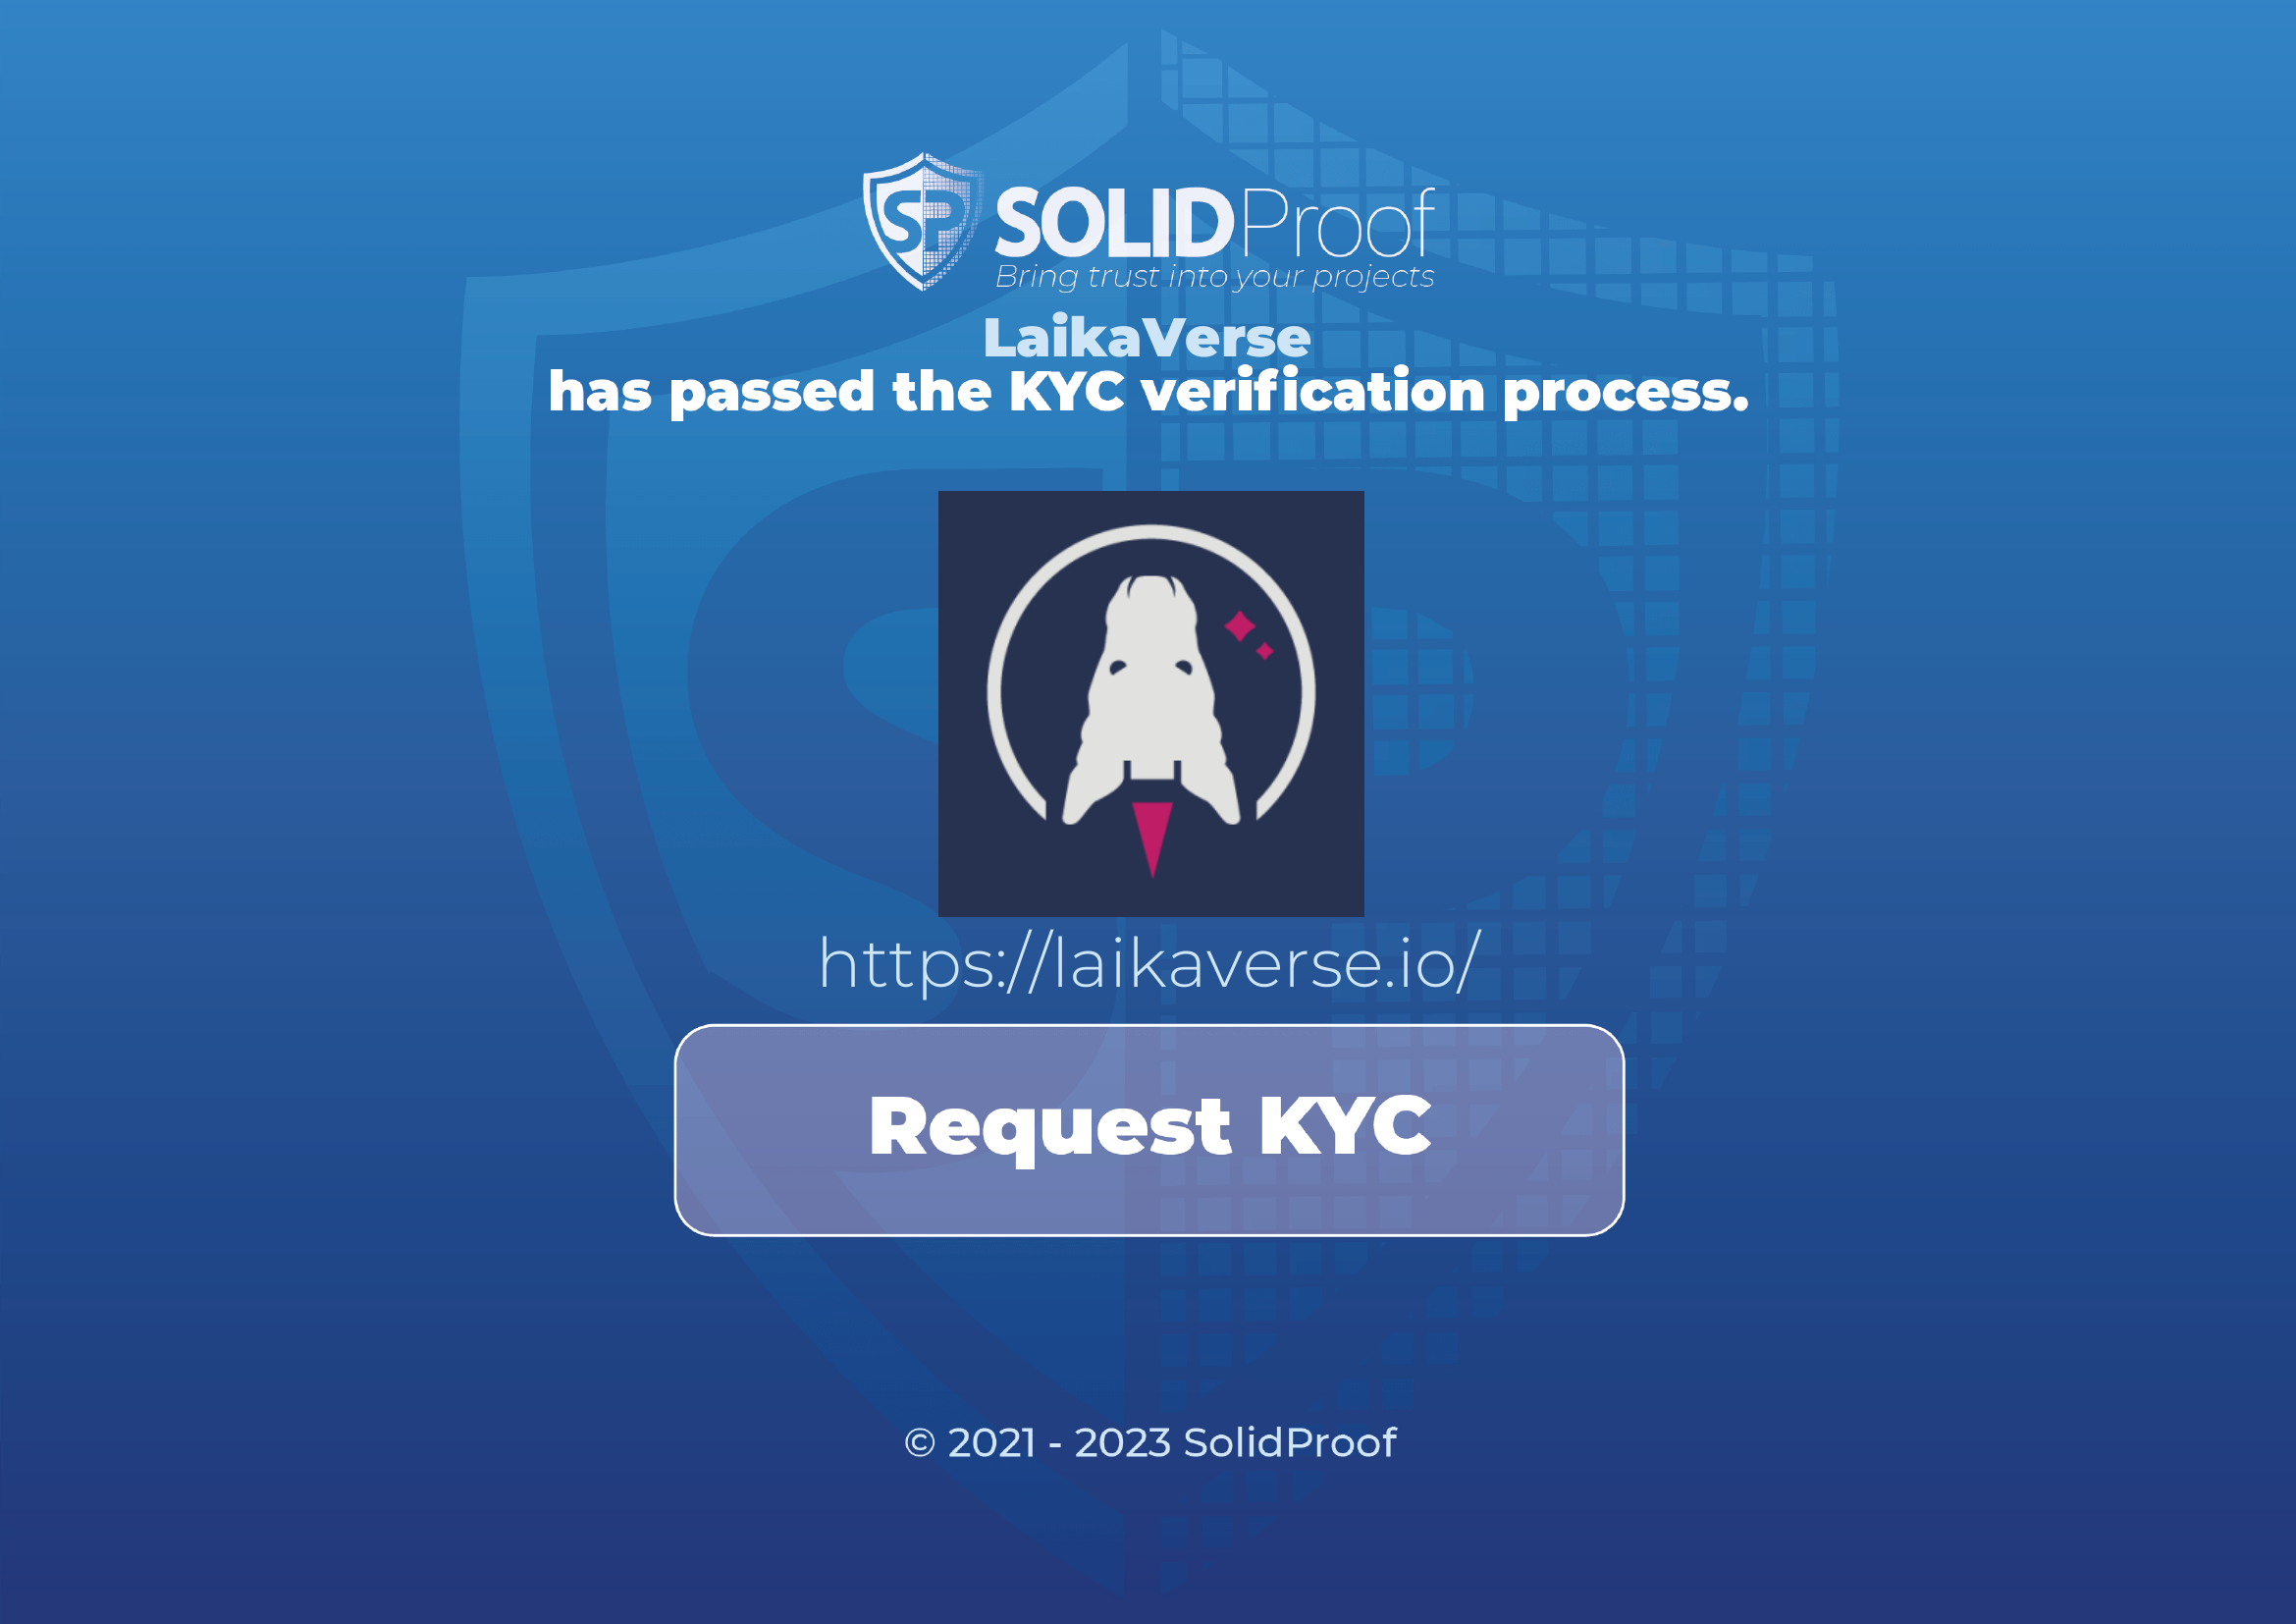 SP SOLIDProof
Bring trust into your projects
LaikaVerse
has passed the KYC verification process.
https://laikaverse.io/
Request KYC
© 2021 - 2023 SolidProof